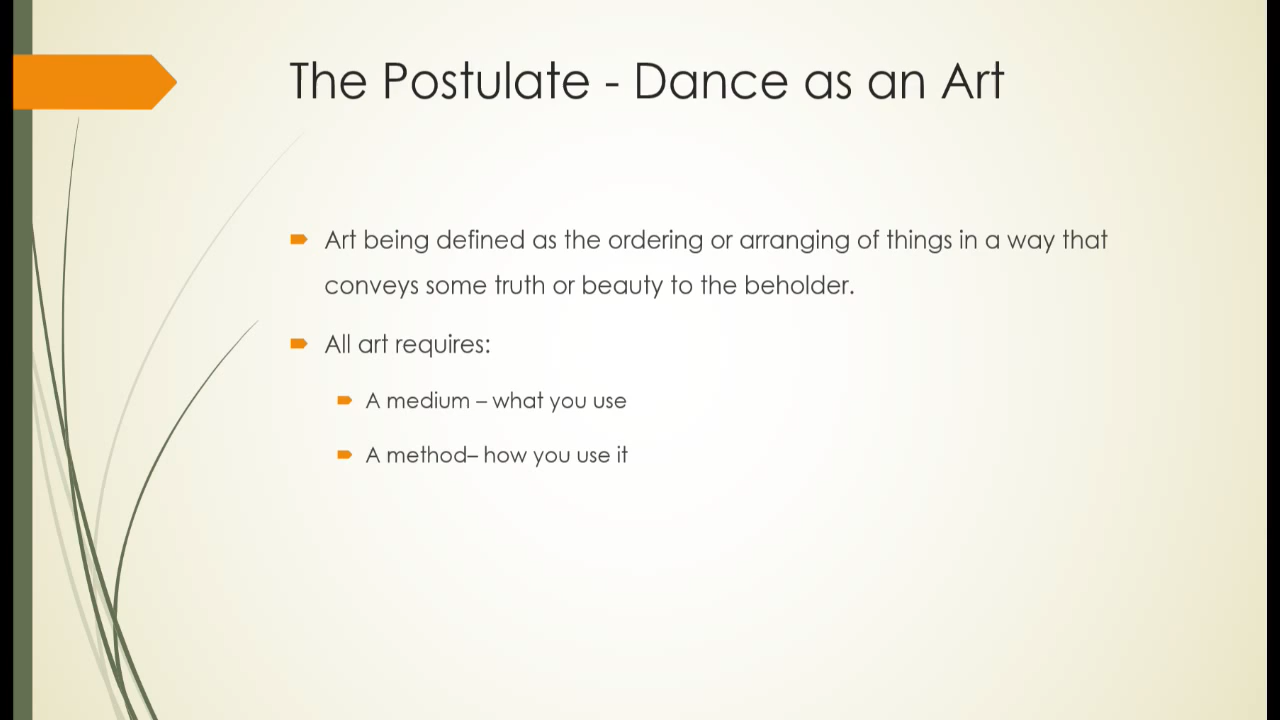 The Postulate - Dance as an Art
Art being defined as the ordering or arranging of things in a way that
conveys some truth or beauty to the beholder.
All art requires:
A medium – what you use
A method– how you use it